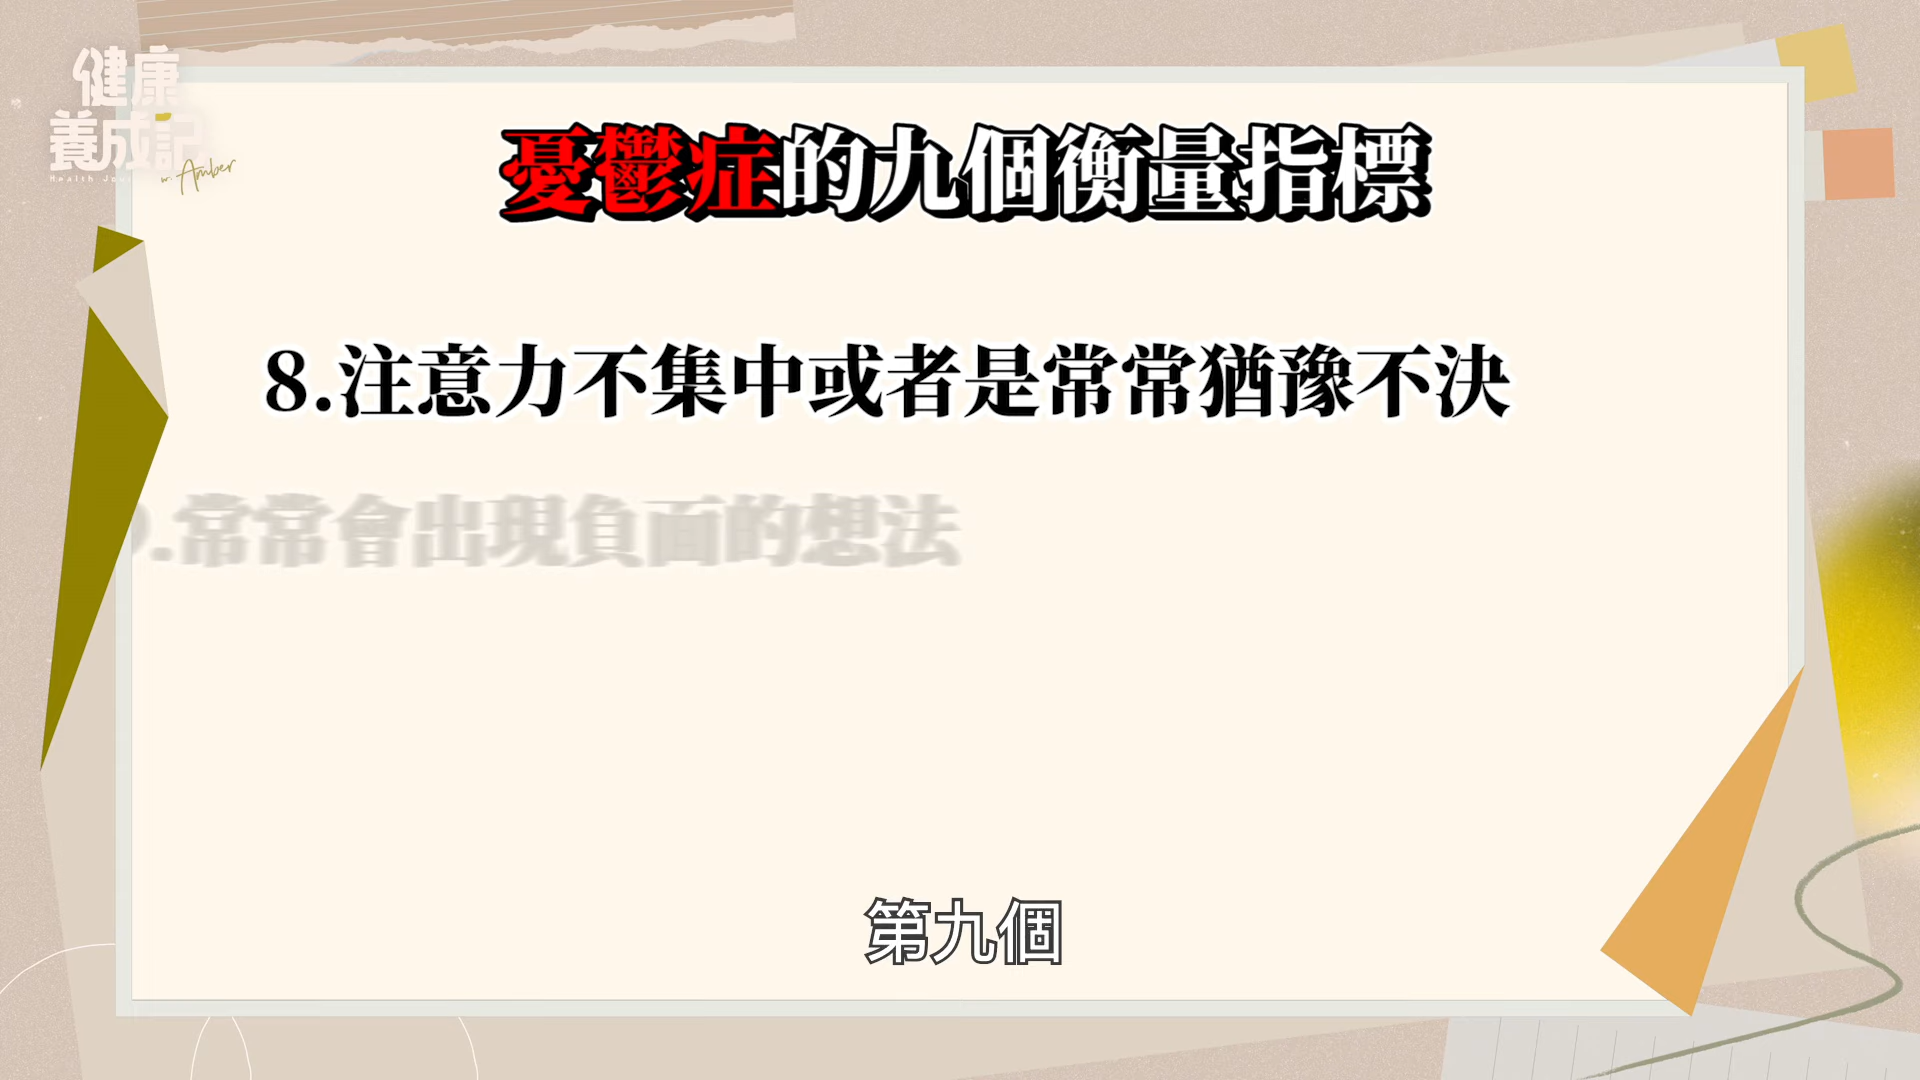 健康
養成記
w. Amber
憂鬱症的九個衡量指標
8.注意力不集中或者是常常猶豫不決
9.常常會出現負面的想法
第九個